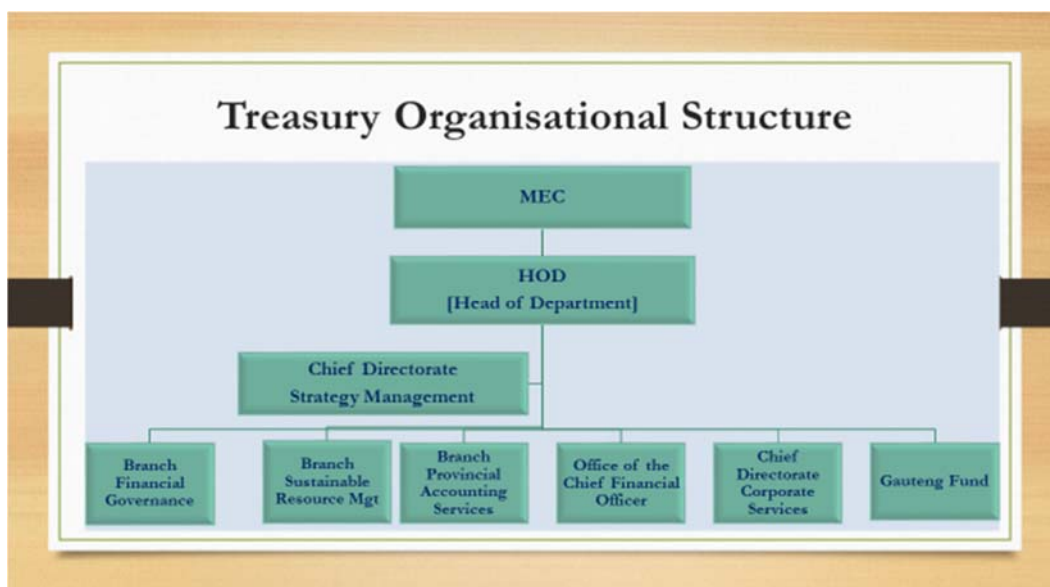 Treasury Organisational Structure
MEC
HOD
[Head of Department]
Chief Directorate
Strategy Management
Branch
Financial
Governance
Branch
Sustainable
Resource Mgt
Branch
Provincial
Accounting
Services
Office of the
Chief Financial
Officer
Chief
Directorate
Corporate
Services
Gauteng Fund